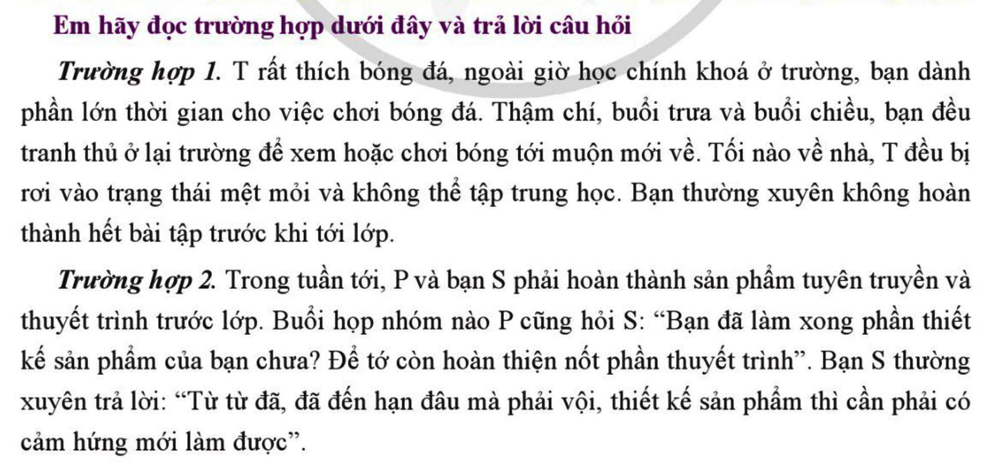 Em hãy đọc trường hợp dưới đây và trả lời câu hỏi
Trường hợp 1. T rất thích bóng đá, ngoài giờ học chính khoá ở trường, bạn dành
phần lớn thời gian cho việc chơi bóng đá. Thậm chí, buổi trưa và buổi chiều, bạn đều
tranh thủ ở lại trường để xem hoặc chơi bóng tới muộn mới về. Tối nào về nhà, T đều bị
rơi vào trạng thái mệt mỏi và không thể tập trung học. Bạn thường xuyên không hoàn
thành hết bài tập trước khi tới lớp.
Trường hợp 2. Trong tuần tới, P và bạn S phải hoàn thành sản phẩm tuyên truyền và
thuyết trình trước lớp. Buổi họp nhóm nào P cũng hỏi S: “Bạn đã làm xong phần thiết
kế sản phẩm của bạn chưa? Để tớ còn hoàn thiện nốt phần thuyết trình”. Bạn S thường
xuyên trả lời: “Từ từ đã, đã đến hạn đâu mà phải vội, thiết kế sản phẩm thì cần phải có
cảm hứng mới làm được”.